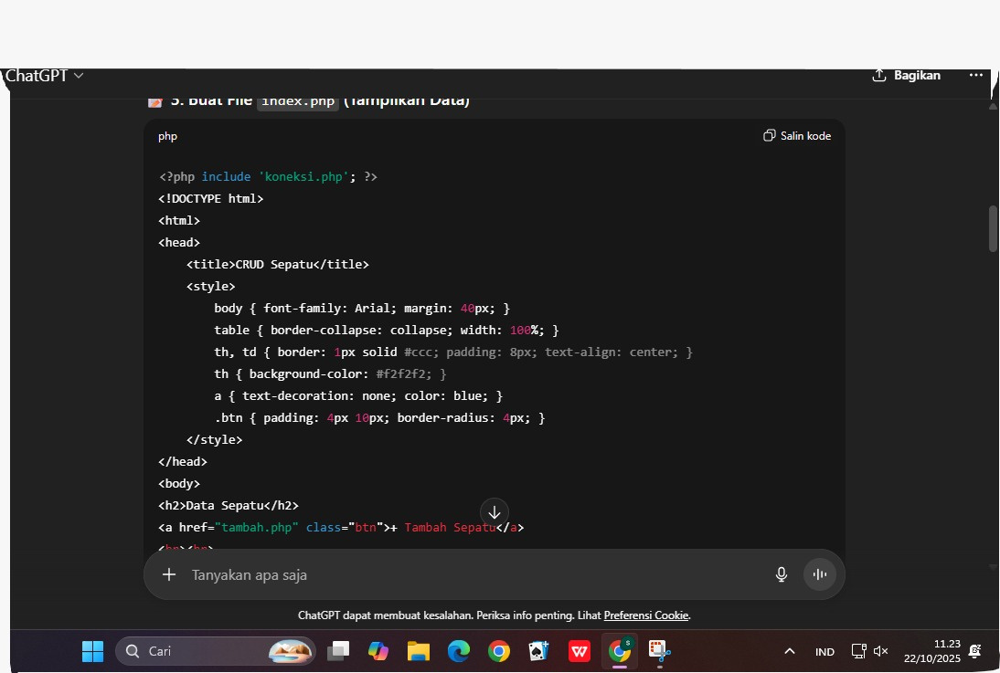 ChatGPT
Bagikan
3. Buat File index.php (Tampilkan Data)
php
Salin kode
<?php include 'koneksi.php'; ?>
<!DOCTYPE html>
<html>
<head>
    <title>CRUD Sepatu</title>
    <style>
        body { font-family: Arial; margin: 40px; }
        table { border-collapse: collapse; width: 100%; }
        th, td { border: 1px solid #ccc; padding: 8px; text-align: center; }
        th { background-color: #f2f2f2; }
        a { text-decoration: none; color: blue; }
        .btn { padding: 4px 10px; border-radius: 4px; }
    </style>
</head>
<body>
<h2>Data Sepatu</h2>
<a href="tambah.php" class="btn">+ Tambah Sepatu</a>
<br><br>
Tanyakan apa saja
ChatGPT dapat membuat kesalahan. Periksa info penting. Lihat Preferensi Cookie.
Cari
S
W
IND
11.23
22/10/2025